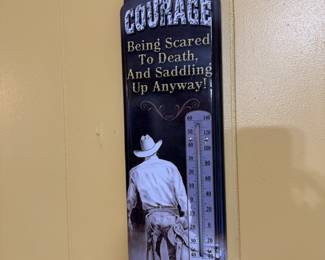 COURAGE
Being Scared
To Death,
And Saddling
Up Anyway!